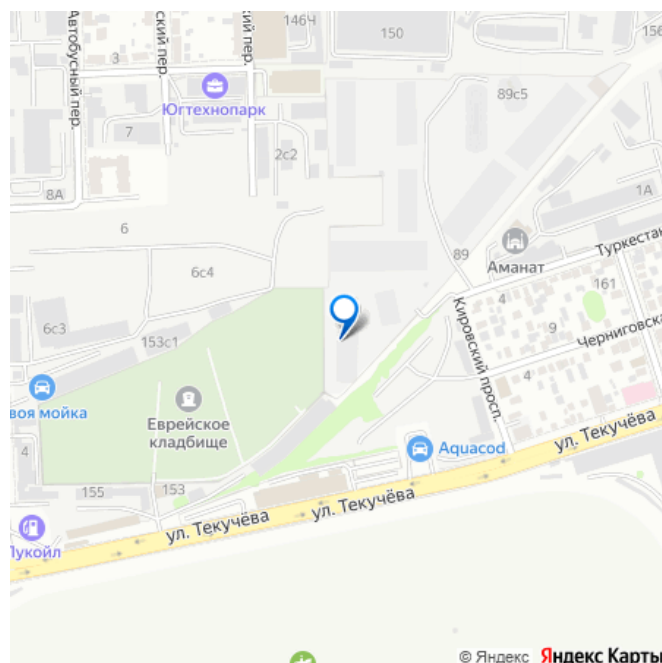 146Ч
150
156
ский пер.
ский пер.
Автобусный пер.
3
Югтехнопарк
89с5
7
2с2
8А
1А
6
89
Аманат
Туркестан
6с4
4
161
6с3
153с1
Кировский просп.
9
Черниговска
воя мойка
Еврейское
кладбище
4
4
Aquacod
155
153
ул. Текучёва
ул. Текучёва
ул. Текучёва
Лукойл
© Яндекс Яндекс Карты